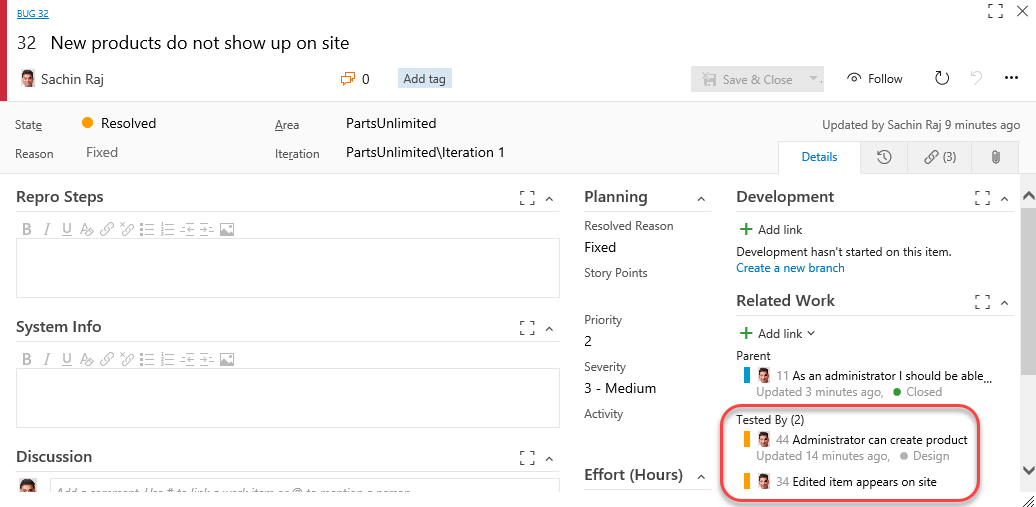 BUG 32
32 New products do not show up on site
Sachin Raj
0
Add tag
Save & Close
Follow
State
Resolved
Area
PartsUnlimited
Updated by Sachin Raj 9 minutes ago
Reason
Fixed
Iteration
PartsUnlimited\Iteration 1
Details
(3)
Repro Steps
B I U
System Info
B I U
Discussion
Add a comment. Use # to link a work item or @ to mention a person.
Planning
Resolved Reason
Fixed
Story Points
Priority
2
Severity
3 - Medium
Activity
Effort (Hours)
Development
+ Add link
Development hasn't started on this item.
Create a new branch
Related Work
+ Add link
Parent
11 As an administrator I should be able...
Updated 3 minutes ago, Closed
Tested By (2)
44 Administrator can create product
Updated 14 minutes ago, Design
34 Edited item appears on site